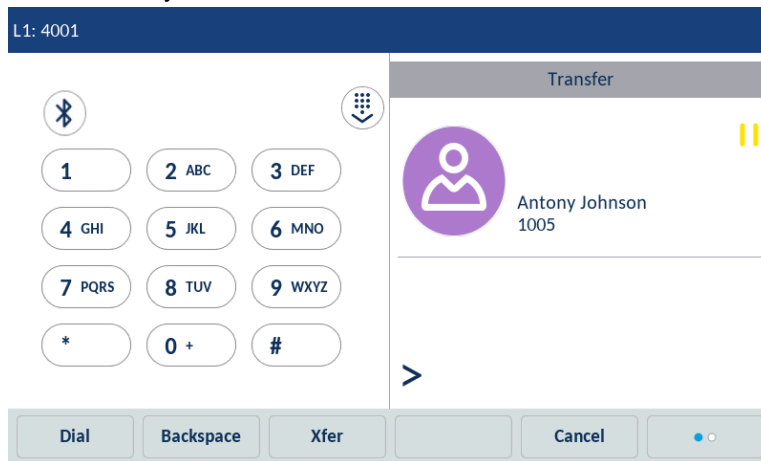 L1: 4001
Transfer
1
2 ABC
3 DEF
Antony Johnson
1005
4 GHI
5 JKL
6 MNO
7 PQRS
8 TUV
9 WXYZ
*
0 +
#
>
Dial
Backspace
Xfer
Cancel